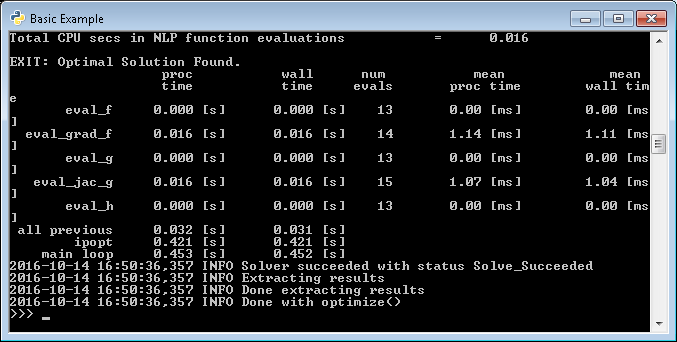 Basic Example
Total CPU secs in NLP function evaluations = 0.016
EXIT: Optimal Solution Found.
proc wall num mean mean
time time evals proc time wall tim
e
eval_f 0.000 [s] 0.000 [s] 13 0.00 [ms] 0.00 [ms
]
eval_grad_f 0.016 [s] 0.016 [s] 14 1.14 [ms] 1.11 [ms
]
eval_g 0.000 [s] 0.000 [s] 13 0.00 [ms] 0.00 [ms
]
eval_jac_g 0.016 [s] 0.016 [s] 15 1.07 [ms] 1.04 [ms
]
eval_h 0.000 [s] 0.000 [s] 13 0.00 [ms] 0.00 [ms
]
all previous 0.032 [s] 0.031 [s]
ipopt 0.421 [s] 0.421 [s]
main loop 0.453 [s] 0.452 [s]
2016-10-14 16:50:36,357 INFO Solver succeeded with status Solve_Succeeded
2016-10-14 16:50:36,357 INFO Extracting results
2016-10-14 16:50:36,357 INFO Done extracting results
2016-10-14 16:50:36,357 INFO Done with optimize()
>>> _